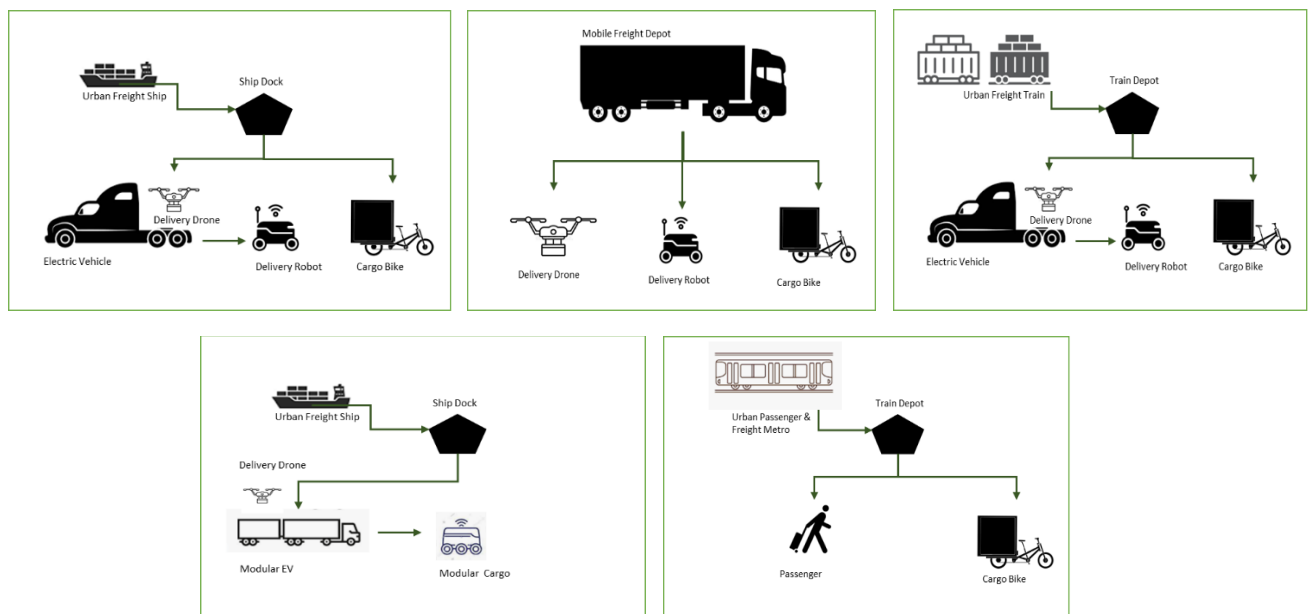 Urban Freight Ship
Ship Dock
Delivery Drone
Electric Vehicle
Delivery Robot
Cargo Bike
Mobile Freight Depot
Delivery Drone
Delivery Robot
Cargo Bike
Urban Freight Train
Train Depot
Delivery Drone
Electric Vehicle
Delivery Robot
Cargo Bike
Urban Freight Ship
Ship Dock
Delivery Drone
Modular EV
Modular Cargo
Urban Passenger &
Freight Metro
Train Depot
Passenger
Cargo Bike